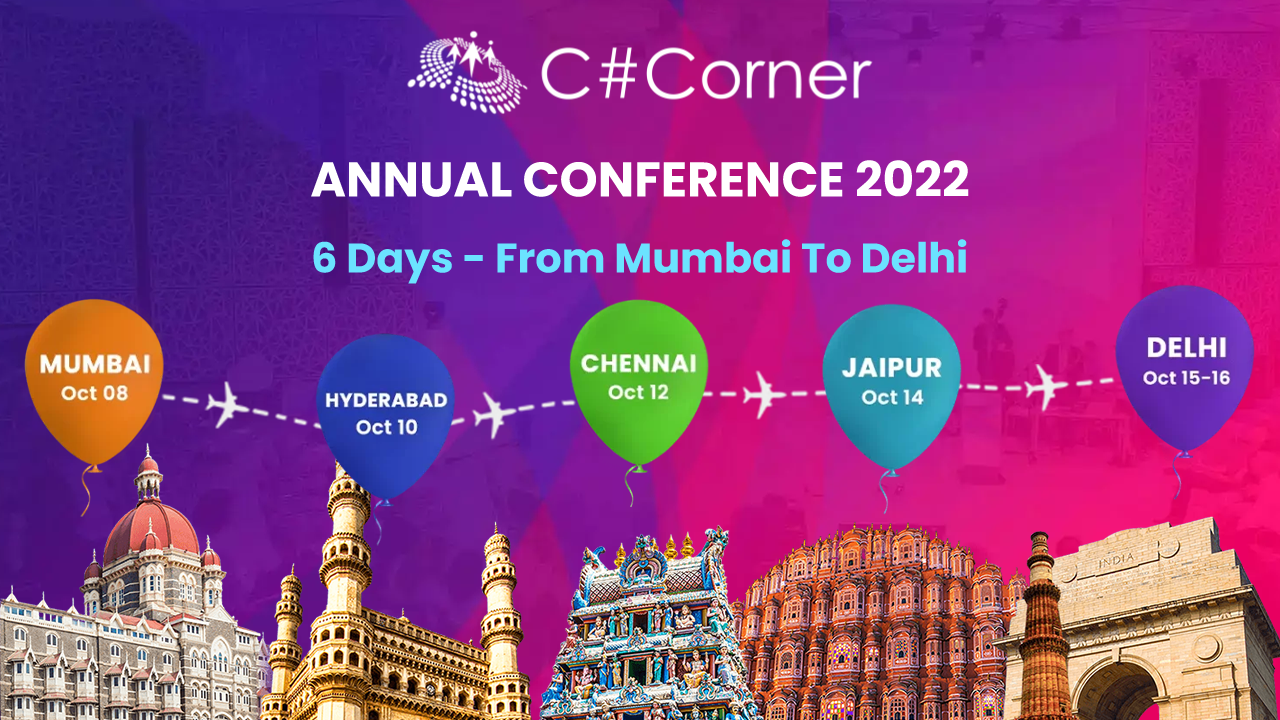 C#Corner
ANNUAL CONFERENCE 2022
6 Days - From Mumbai To Delhi
MUMBAI
Oct 08
HYDERABAD
Oct 10
CHENNAI
Oct 12
JAIPUR
Oct 14
DELHI
Oct 15-16
INDIA